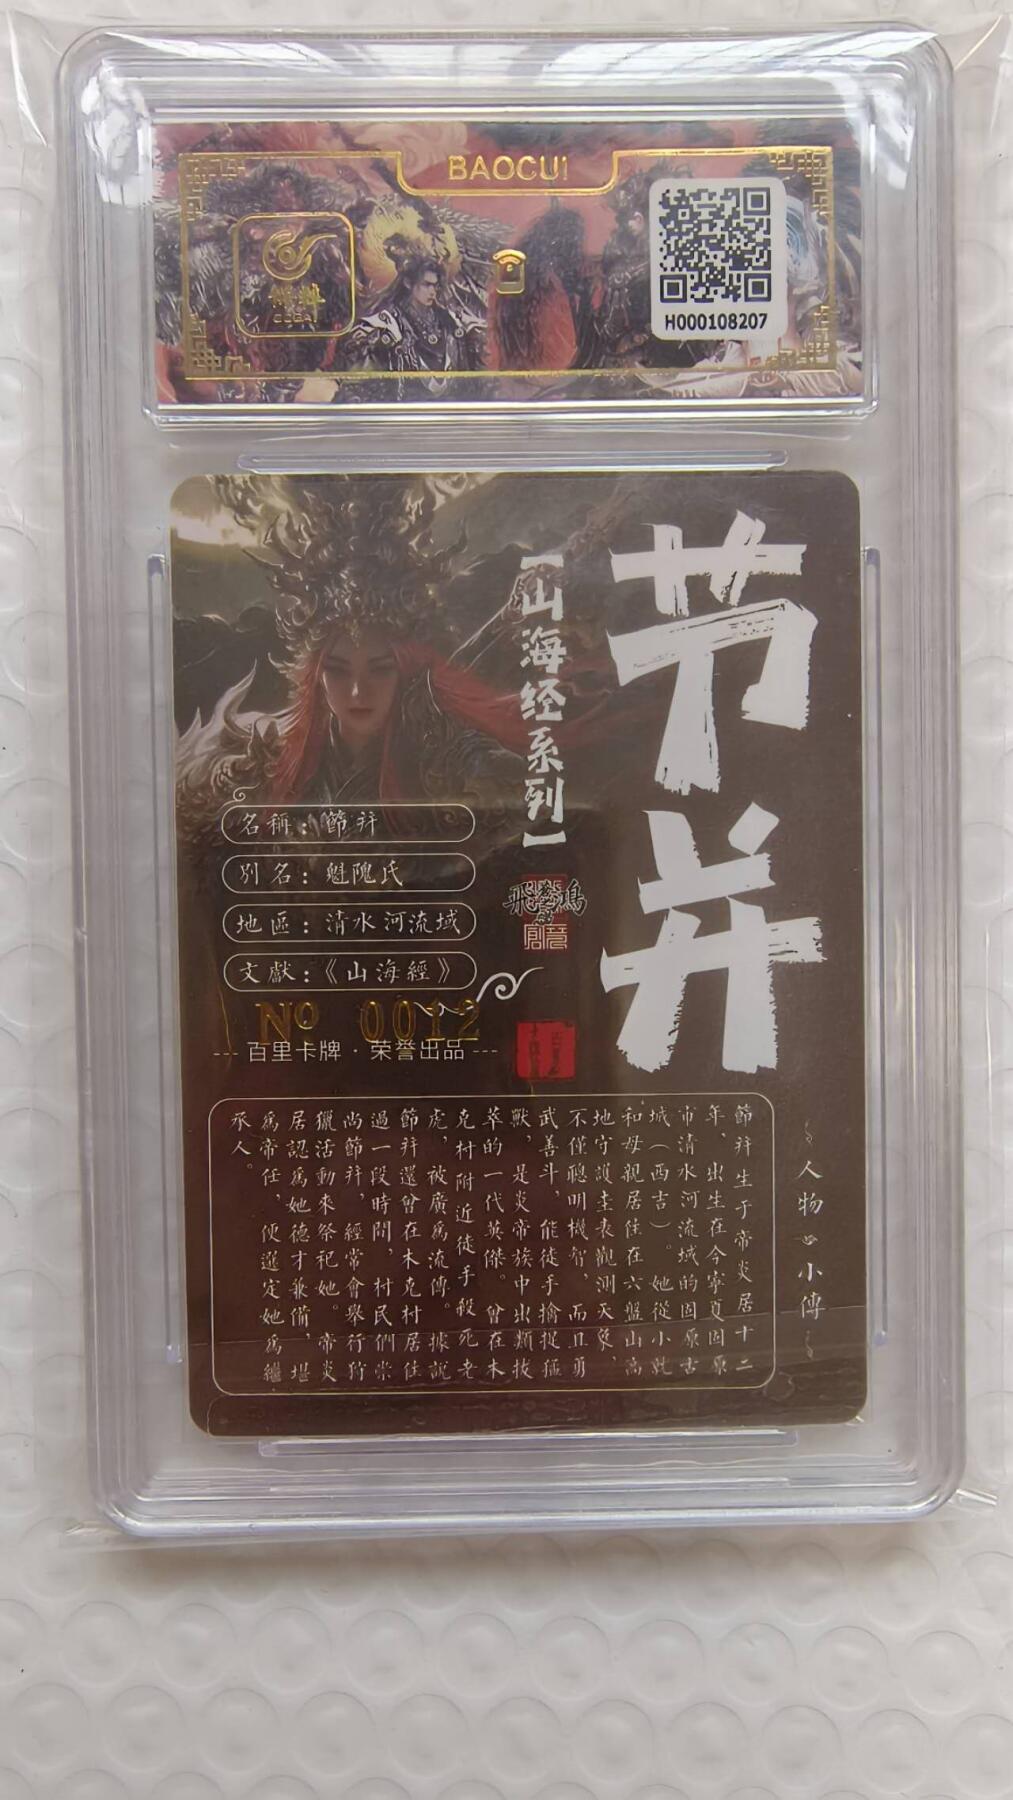 BAOCUI
H000108207
节并
【山海经系列】
飛鴻
名稱：節并
別名：魁隗氏
地區：清水河流域
文獻：《山海經》
№ 0012
--- 百里卡牌 · 荣誉出品 ---
人物小傳
節并生于帝炎居十二
年，出生在今寧夏固原
市清水河流域的固原古
城（西吉）。她從小就
和母親居住在六盤山高
地守護圭表觀測天象，
不僅聰明機智，而且勇
武善斗，能徒手擒捉猛
獸，是炎帝族中出類拔
萃的一代英傑。曾在木
克村附近徒手殺死老
虎，被廣爲流傳。據説
節并還曾在木克村居住
過一段時間，村民們崇
尚節并，經常會舉行狩
獵活動來祭祀她。帝炎
居認爲她德才兼備，堪
爲帝任，便選定她爲繼
承人。